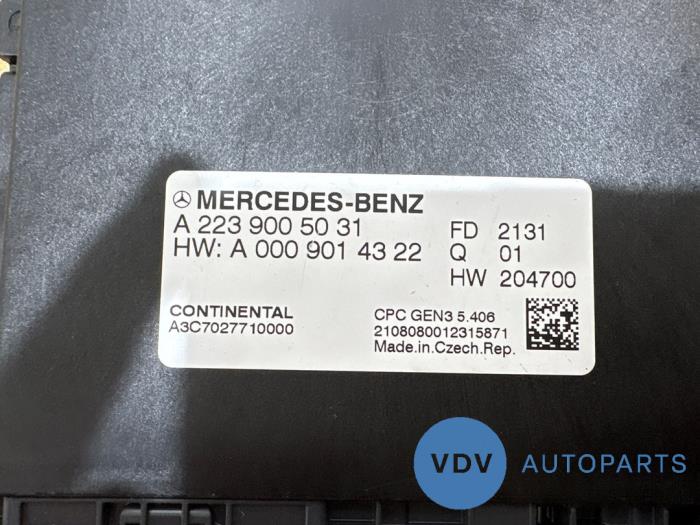 MERCEDES-BENZ
A 223 900 50 31
HW: A 000 901 43 22
FD 2131
Q 01
HW 204700
CONTINENTAL
A3C7027710000
CPC GEN3 5.406
2108080012315871
Made.in.Czech.Rep.
VDV AUTOPARTS